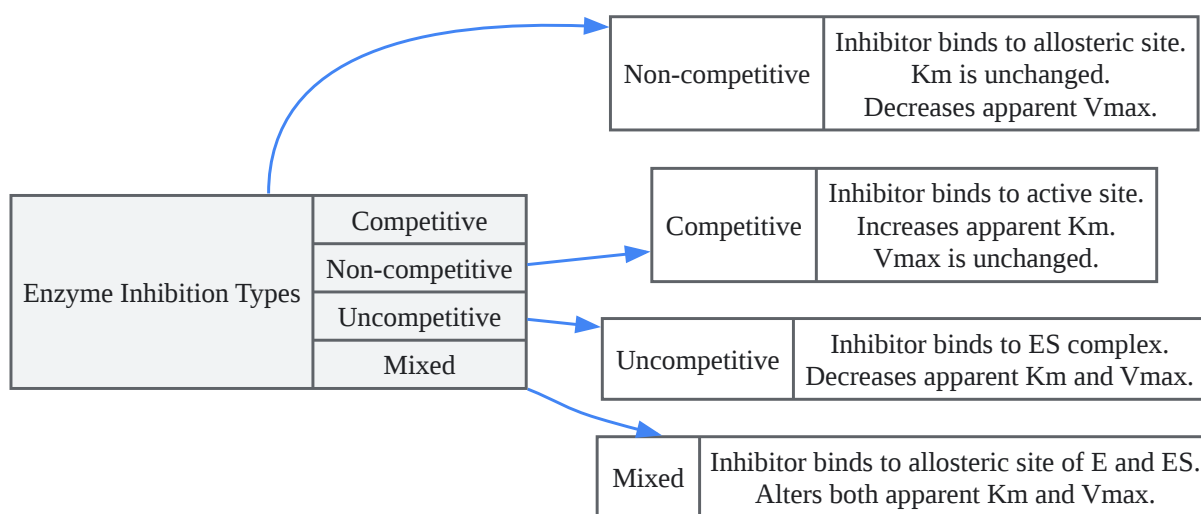 Enzyme Inhibition Types
Competitive
Non-competitive
Uncompetitive
Mixed
Non-competitive
Inhibitor binds to allosteric site.
Km is unchanged.
Decreases apparent Vmax.
Competitive
Inhibitor binds to active site.
Increases apparent Km.
Vmax is unchanged.
Uncompetitive
Inhibitor binds to ES complex.
Decreases apparent Km and Vmax.
Mixed
Inhibitor binds to allosteric site of E and ES.
Alters both apparent Km and Vmax.